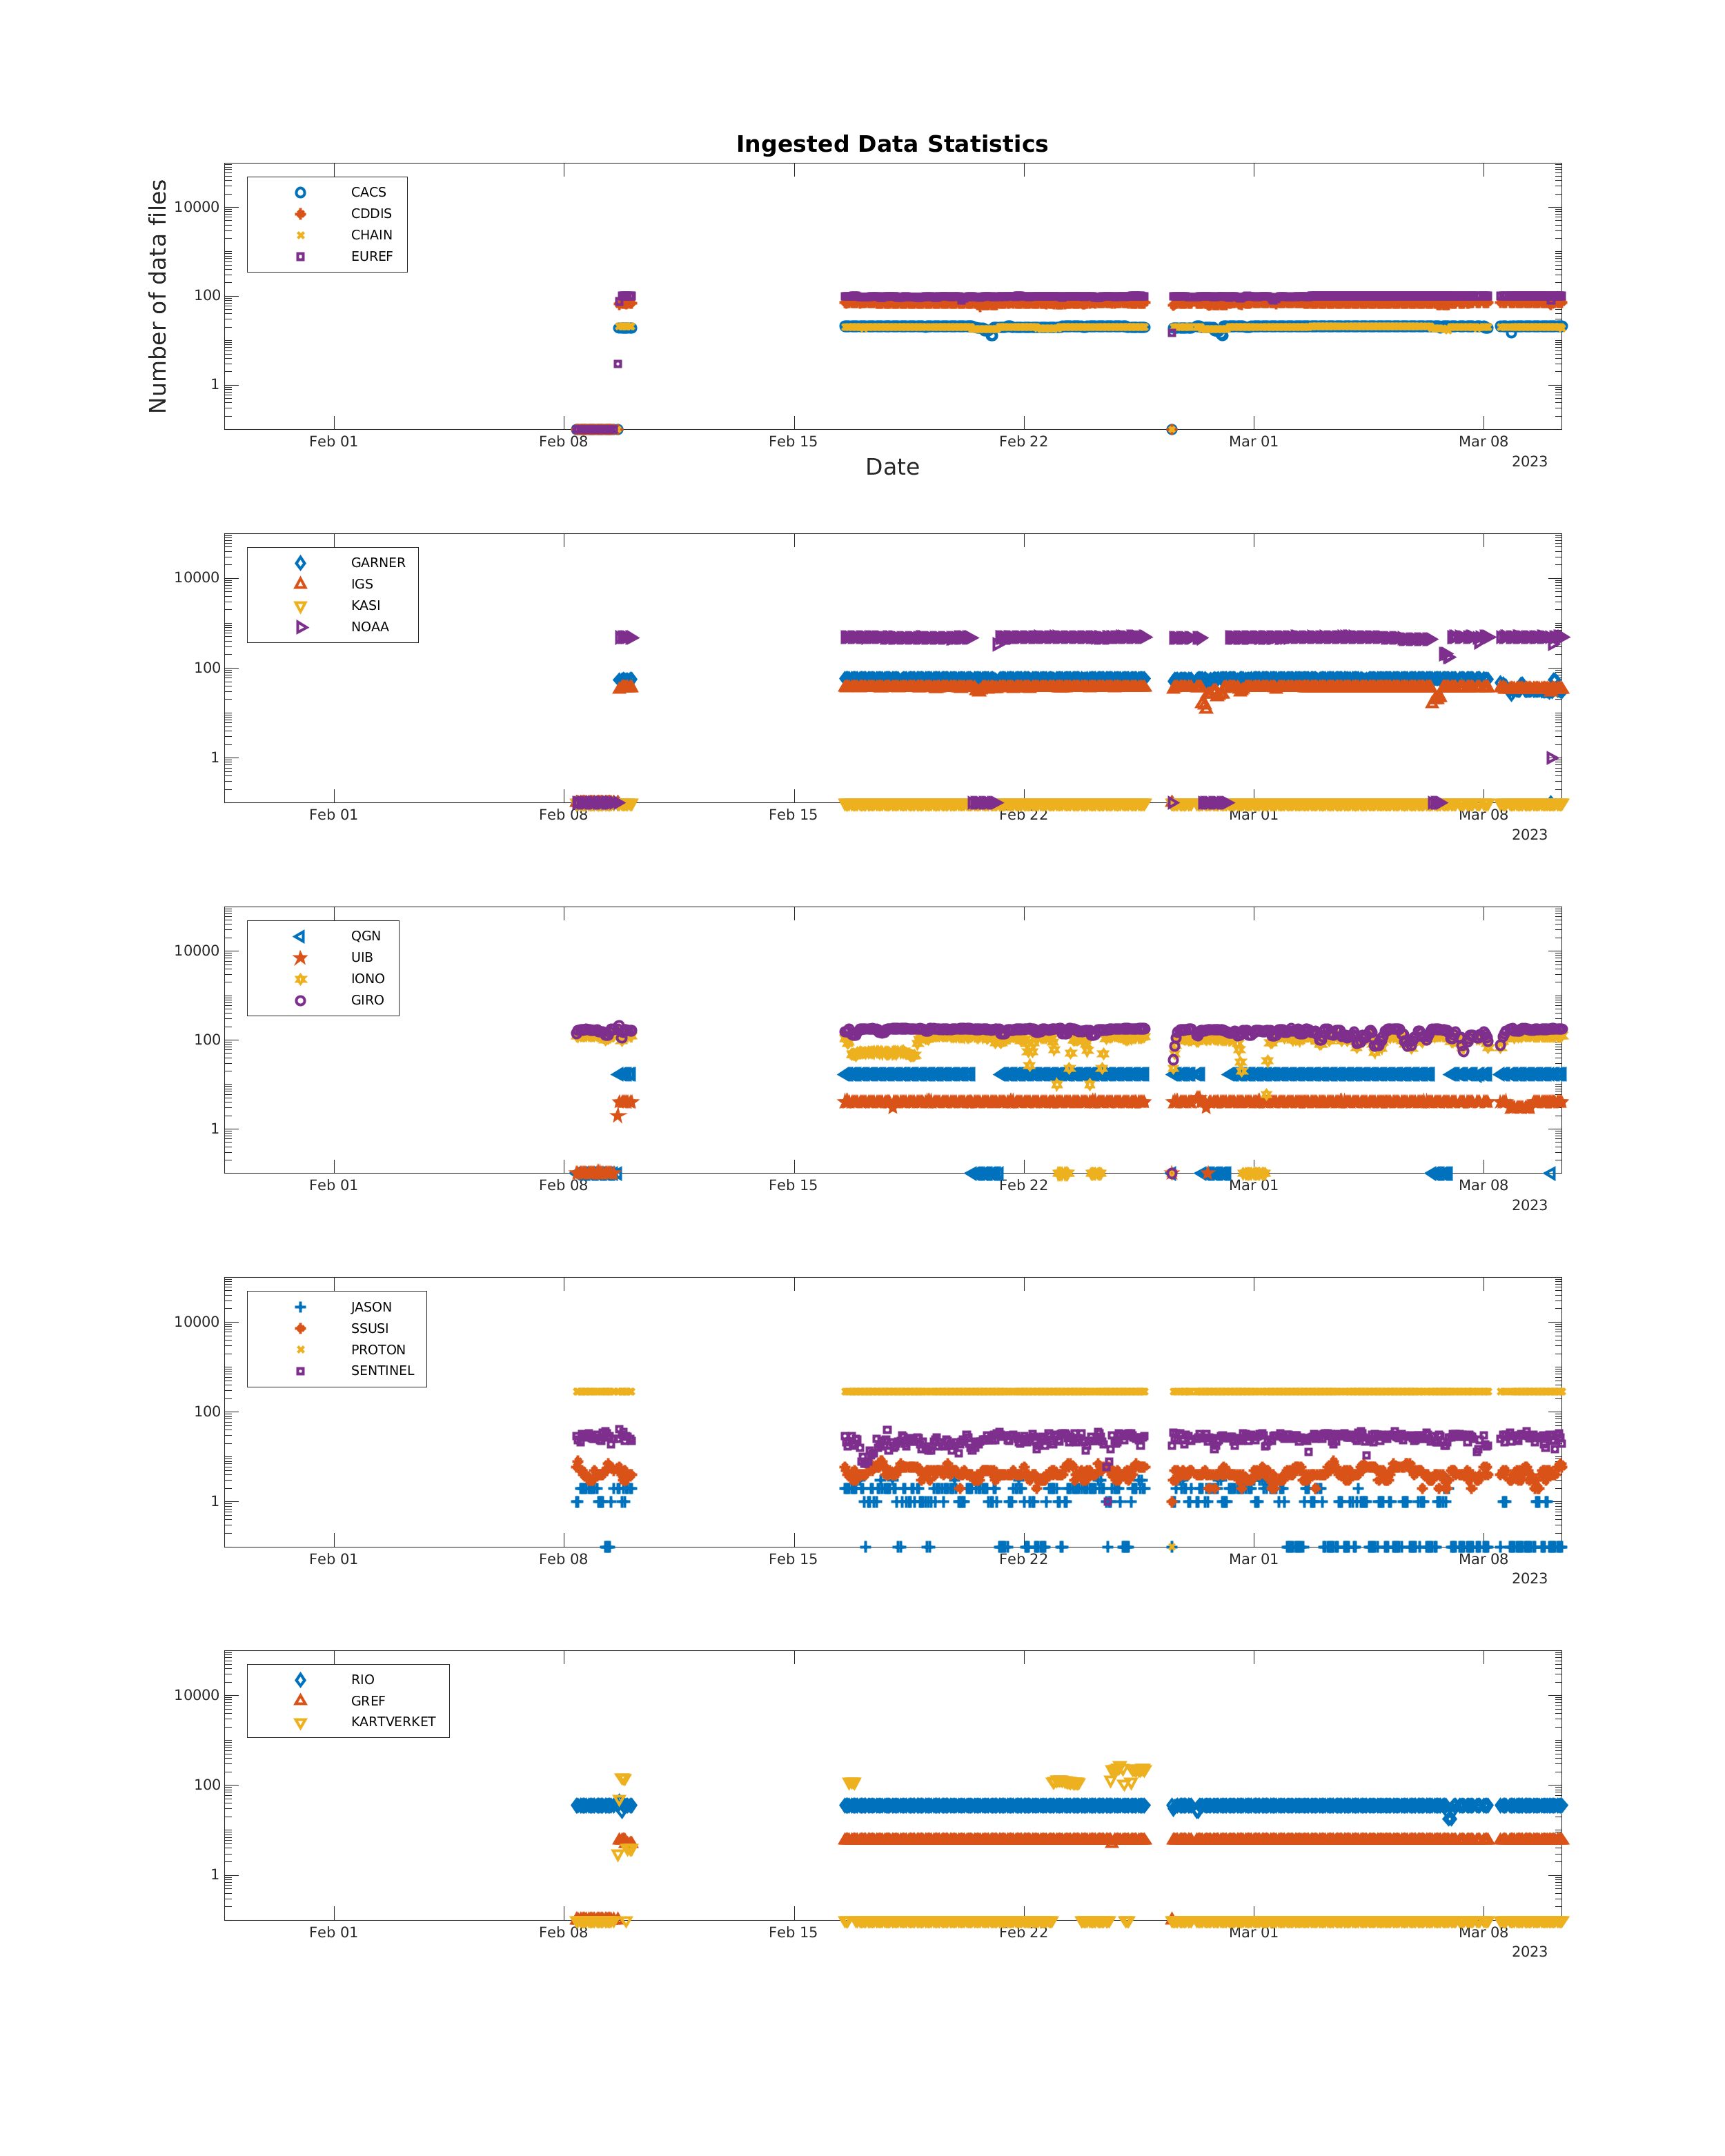 Ingested Data Statistics
Number of data files
10000
100
1
CACS
CDDIS
CHAIN
EUREF
Feb 01 Feb 08 Feb 15 Feb 22 Mar 01 Mar 08
2023
Date
10000
100
1
GARNER
IGS
KASI
NOAA
Feb 01 Feb 08 Feb 15 Feb 22 Mar 01 Mar 08
2023
10000
100
1
QGN
UIB
IONO
GIRO
Feb 01 Feb 08 Feb 15 Feb 22 Mar 01 Mar 08
2023
10000
100
1
JASON
SSUSI
PROTON
SENTINEL
Feb 01 Feb 08 Feb 15 Feb 22 Mar 01 Mar 08
2023
10000
100
1
RIO
GREF
KARTVERKET
Feb 01 Feb 08 Feb 15 Feb 22 Mar 01 Mar 08
2023